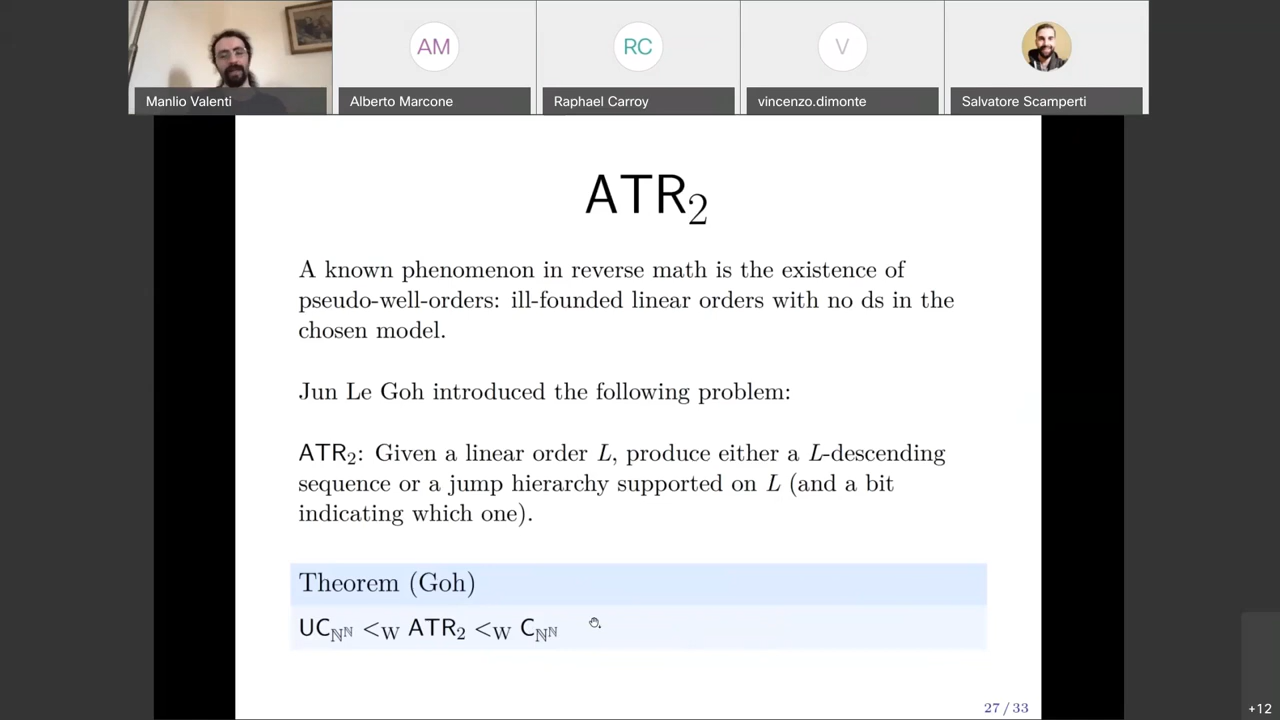 Manlio Valenti
AM
Alberto Marcone
RC
Raphael Carroy
V
vincenzo.dimonte
Salvatore Scamperti
ATR₂
A known phenomenon in reverse math is the existence of
pseudo-well-orders: ill-founded linear orders with no ds in the
chosen model.
Jun Le Goh introduced the following problem:
ATR₂: Given a linear order L, produce either a L-descending
sequence or a jump hierarchy supported on L (and a bit
indicating which one).
Theorem (Goh)
UC_{ℕ^ℕ} <_W ATR₂ <_W C_{ℕ^ℕ}
27 / 33
+12